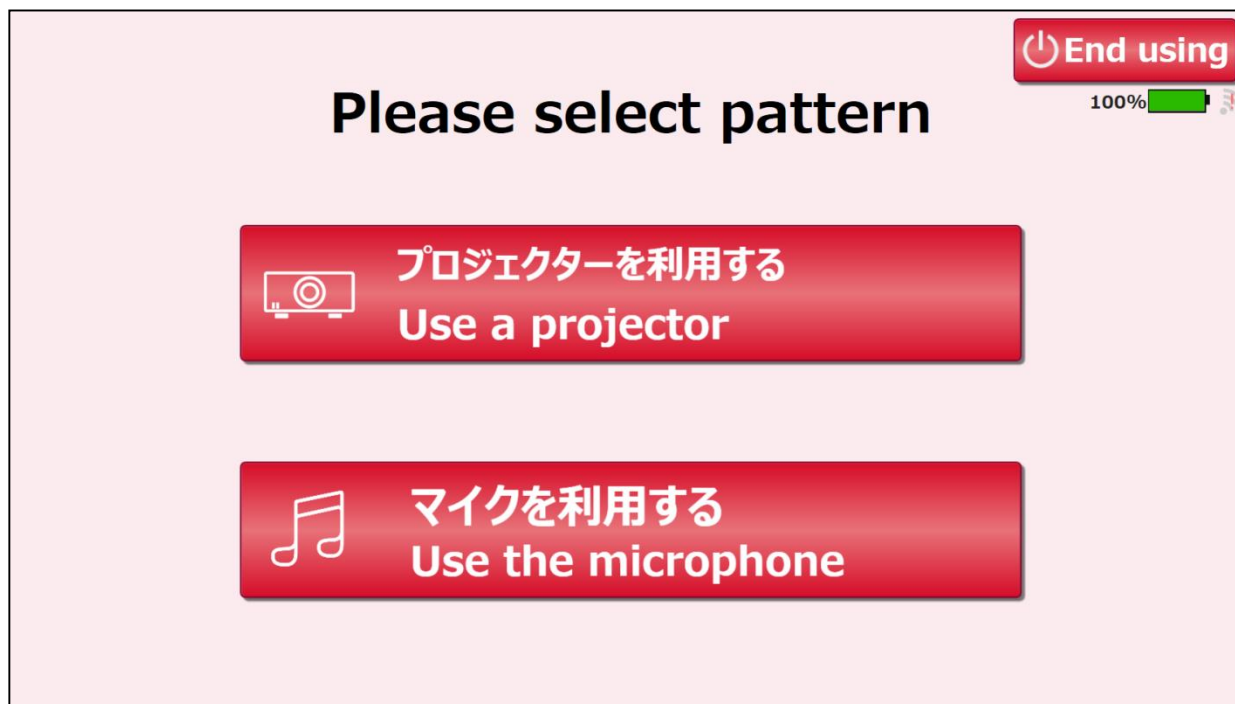 End using
100%
Please select pattern
プロジェクターを利用する
Use a projector
マイクを利用する
Use the microphone